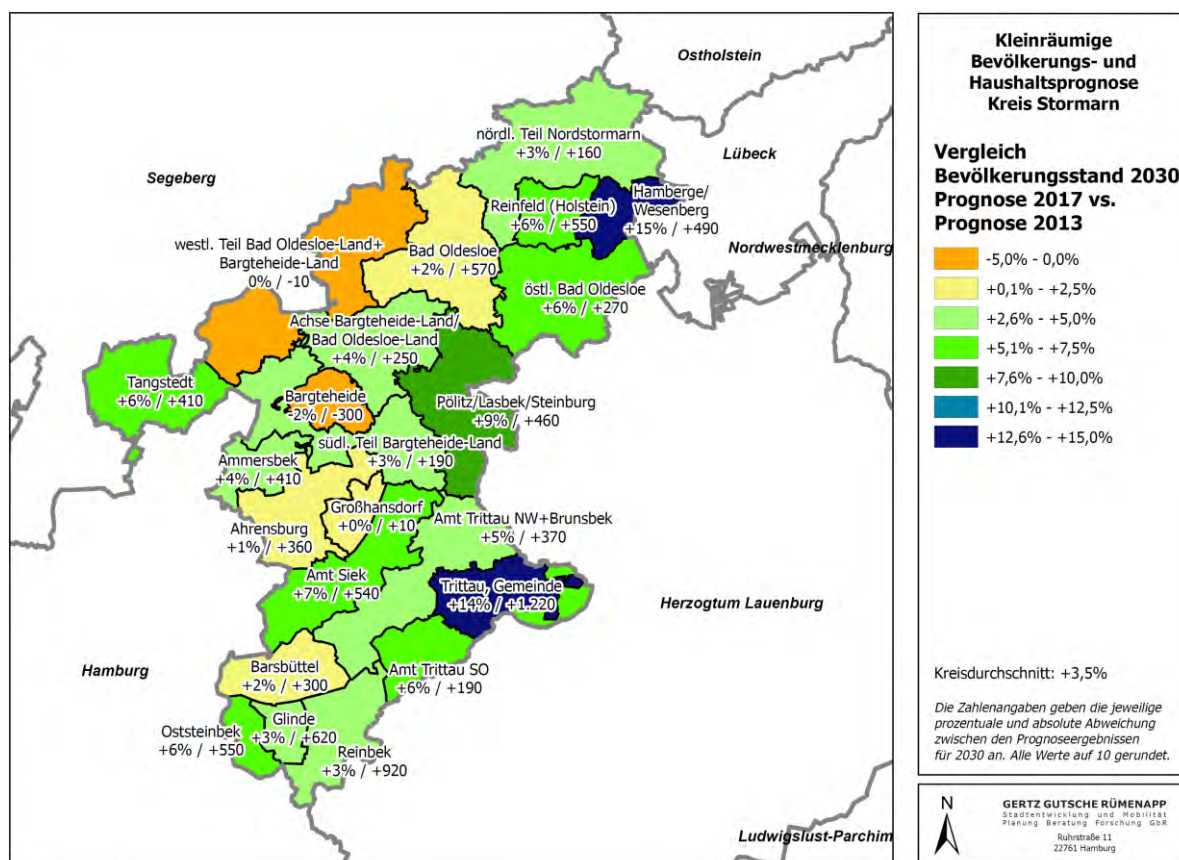 Ostholstein
nördl. Teil Nordstormarn
+3% / +160
Lübeck
Segeberg
Reinfeld (Holstein)
+6% / +550
Hamberge/
Wesenberg
+15% / +490
westl. Teil Bad Oldesloe-Land+
Bargteheide-Land
0% / -10
Bad Oldesloe
+2% / +570
Nordwestmecklenburg
östl. Bad Oldesloe
+6% / +270
Achse Bargteheide-Land/
Bad Oldesloe-Land
+4% / +250
Tangstedt
+6% / +410
Bargteheide
-2% / -300
Pölitz/Lasbek/Steinburg
+9% / +460
südl. Teil Bargteheide-Land
+3% / +190
Ammersbek
+4% / +410
Großhansdorf
+0% / +10
Ahrensburg
+1% / +360
Amt Trittau NW+Brunsbek
+5% / +370
Amt Siek
+7% / +540
Trittau, Gemeinde
+14% / +1.220
Herzogtum Lauenburg
Hamburg
Barsbüttel
+2% / +300
Amt Trittau SO
+6% / +190
Glinde
+3% / +620
Oststeinbek
+6% / +550
Reinbek
+3% / +920
Ludwigslust-Parchim
Kleinräumige
Bevölkerungs- und
Haushaltsprognose
Kreis Stormarn
Vergleich
Bevölkerungsstand 2030
Prognose 2017 vs.
Prognose 2013
-5,0% - 0,0%
+0,1% - +2,5%
+2,6% - +5,0%
+5,1% - +7,5%
+7,6% - +10,0%
+10,1% - +12,5%
+12,6% - +15,0%
Kreisdurchschnitt: +3,5%
Die Zahlenangaben geben die jeweilige
prozentuale und absolute Abweichung
zwischen den Prognoseergebnissen
für 2030 an. Alle Werte auf 10 gerundet.
N
GERTZ GUTSCHE RÜMENAPP
Stadtentwicklung und Mobilität
Planung Beratung Forschung GbR
Ruhrstraße 11
22761 Hamburg